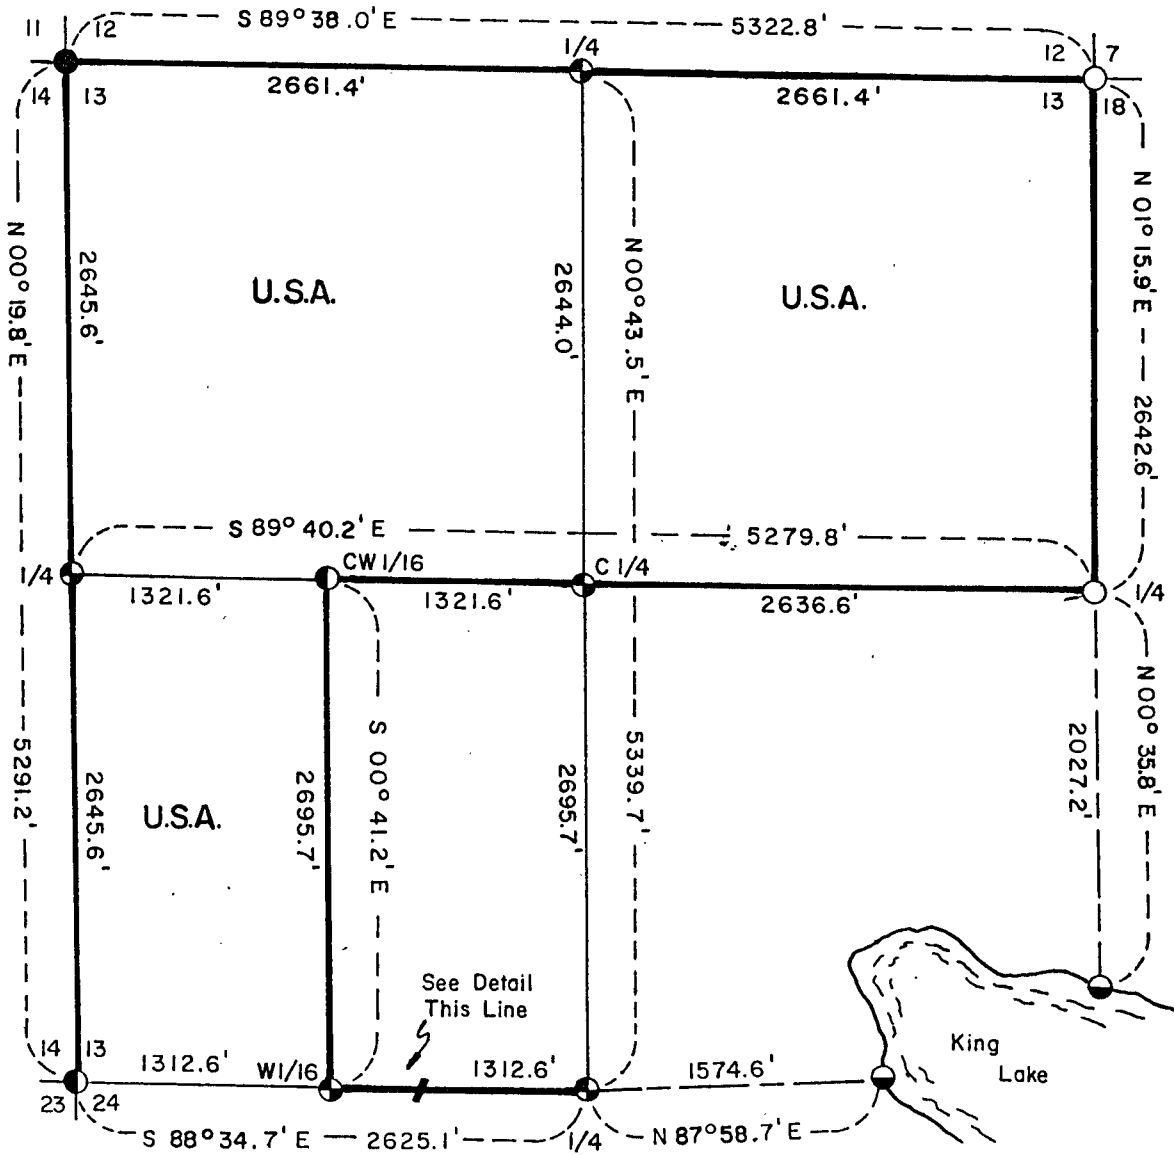 11 12
S 89° 38.0' E 5322.8'
12 7
1/4
14 13
2661.4'
2661.4'
13 18
N 01° 15.9' E 2642.6'
N 00° 19.8' E 5291.2'
2645.6'
U.S.A.
2644.0'
N 00° 43.5' E 5339.7'
U.S.A.
S 89° 40.2' E 5279.8'
1/4
CW 1/16
C 1/4
1/4
1321.6'
1321.6'
2636.6'
2645.6'
U.S.A.
2695.7'
S 00° 41.2' E
2695.7'
2027.2'
N 00° 35.8' E
See Detail
This Line
King
Lake
14 13
1312.6'
W1/16
1312.6'
1574.6'
23 24
S 88° 34.7' E 2625.1'
1/4
N 87° 58.7' E